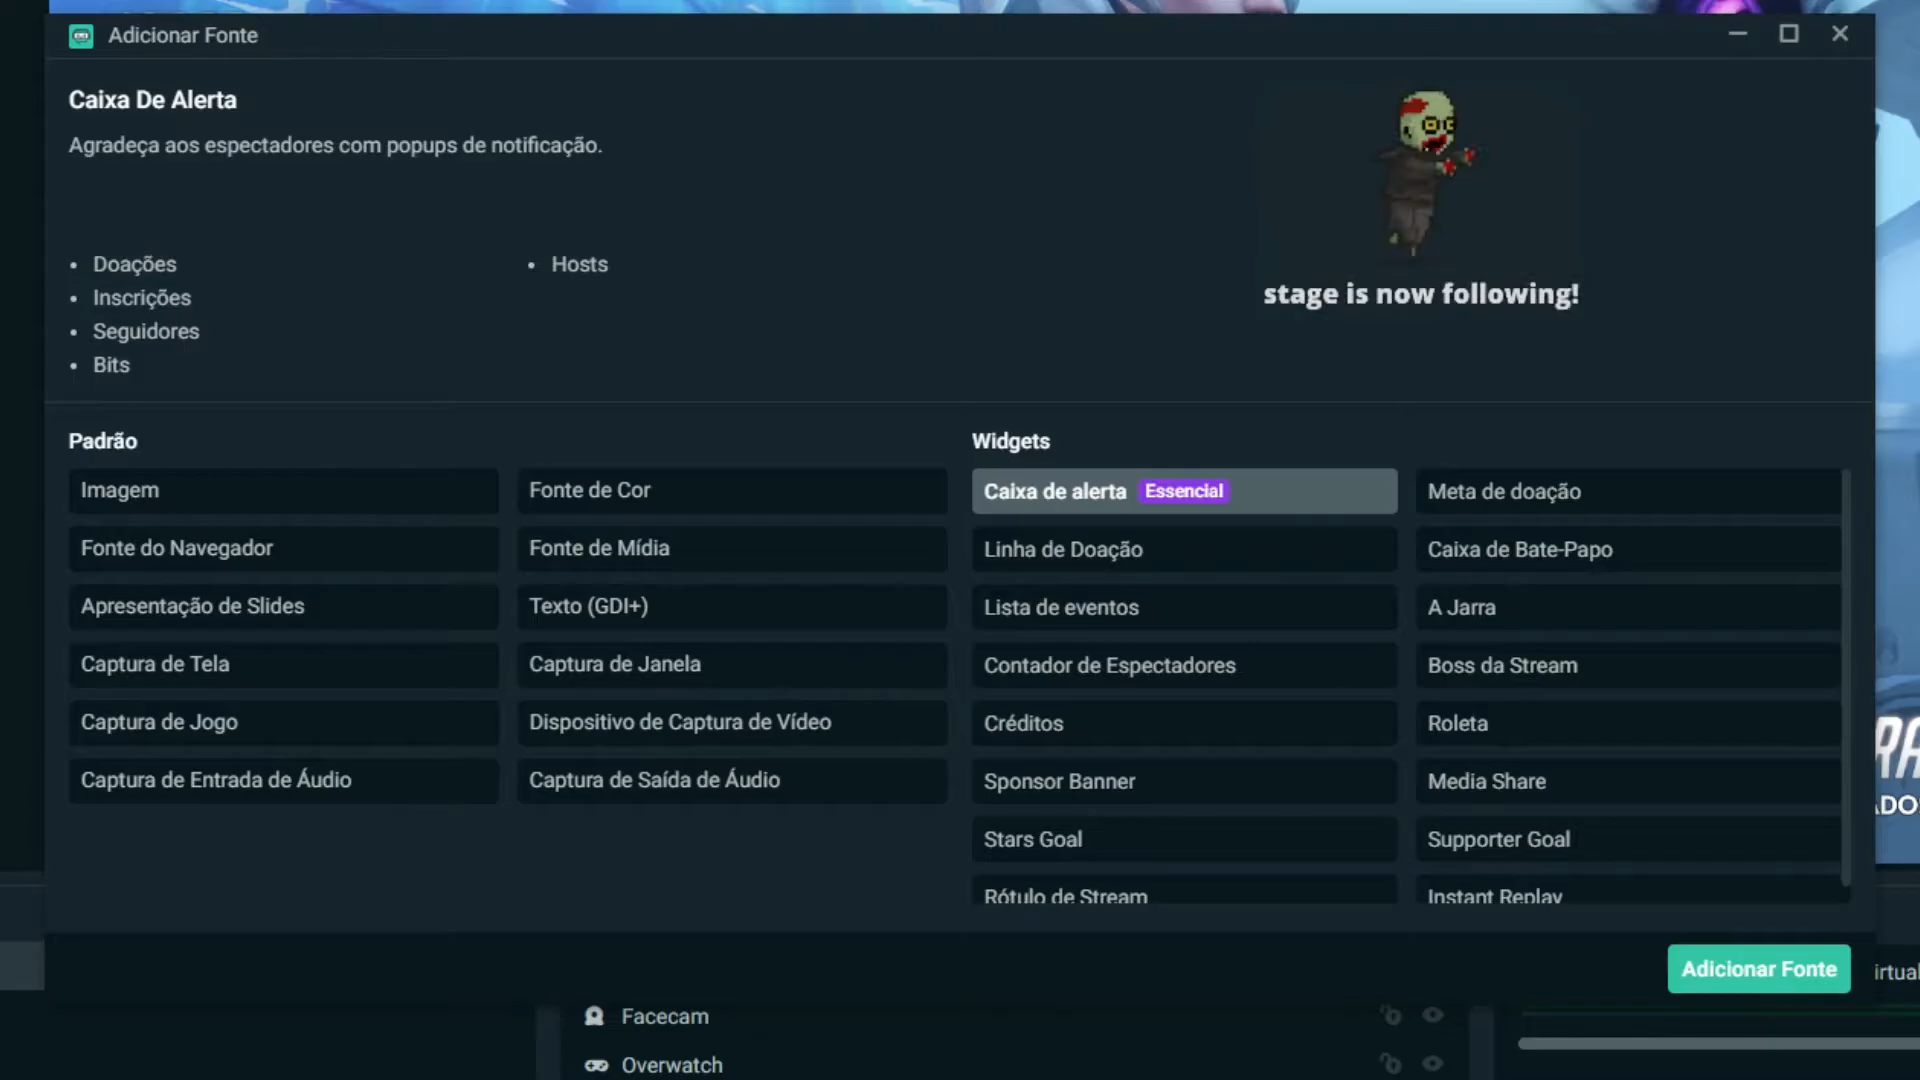 Adicionar Fonte
Caixa De Alerta
Agradeça aos espectadores com popups de notificação.
• Doações
• Inscrições
• Seguidores
• Bits
• Hosts
stage is now following!
Padrão
Imagem
Fonte de Cor
Fonte do Navegador
Fonte de Mídia
Apresentação de Slides
Texto (GDI+)
Captura de Tela
Captura de Janela
Captura de Jogo
Dispositivo de Captura de Vídeo
Captura de Entrada de Áudio
Captura de Saída de Áudio
Widgets
Caixa de alerta Essencial
Meta de doação
Linha de Doação
Caixa de Bate-Papo
Lista de eventos
A Jarra
Contador de Espectadores
Boss da Stream
Créditos
Roleta
Sponsor Banner
Media Share
Stars Goal
Supporter Goal
Rótulo de Stream
Instant Replay
Adicionar Fonte
Facecam
Overwatch